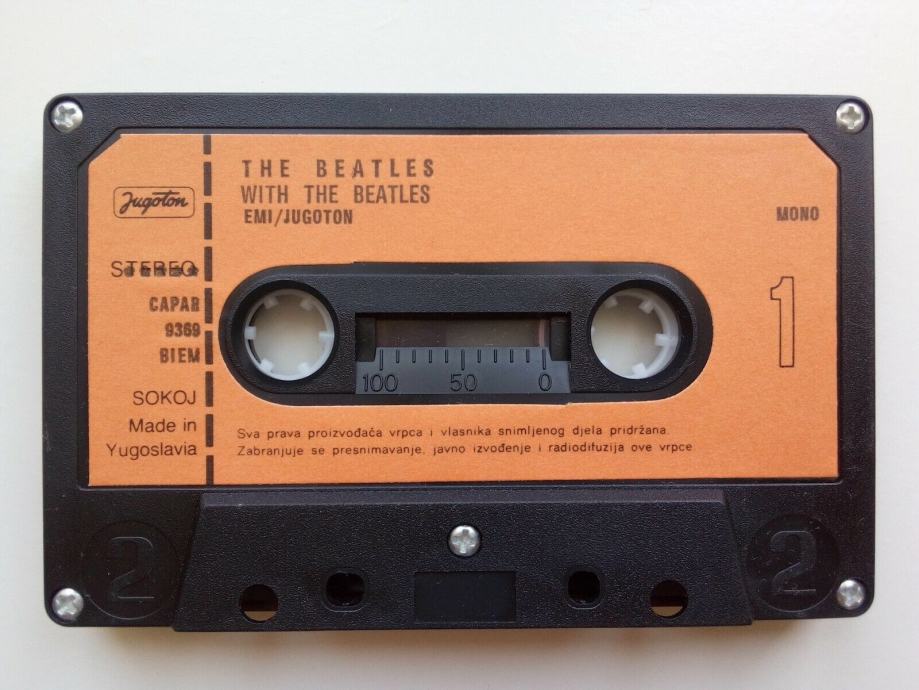 THE BEATLES
WITH THE BEATLES
EMI/JUGOTON
Jugoton
MONO
STEREO
CAPAR
9369
BIEM
1
100 50 0
SOKOJ
Made in
Yugoslavia
Sva prava proizvođača vrpca i vlasnika snimljenog djela pridržana.
Zabranjuje se presnimavanje, javno izvođenje i radiodifuzija ove vrpce
2 2